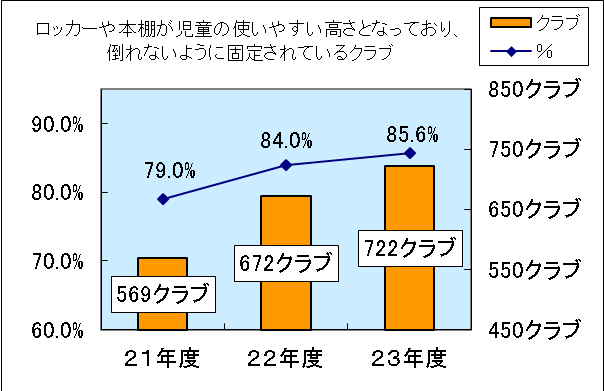 ロッカーや本棚が児童の使いやすい高さとなっており、
倒れないように固定されているクラブ
クラブ
%
850クラブ
750クラブ
650クラブ
550クラブ
450クラブ
90.0%
80.0%
70.0%
60.0%
79.0%
84.0%
85.6%
569クラブ
672クラブ
722クラブ
21年度
22年度
23年度